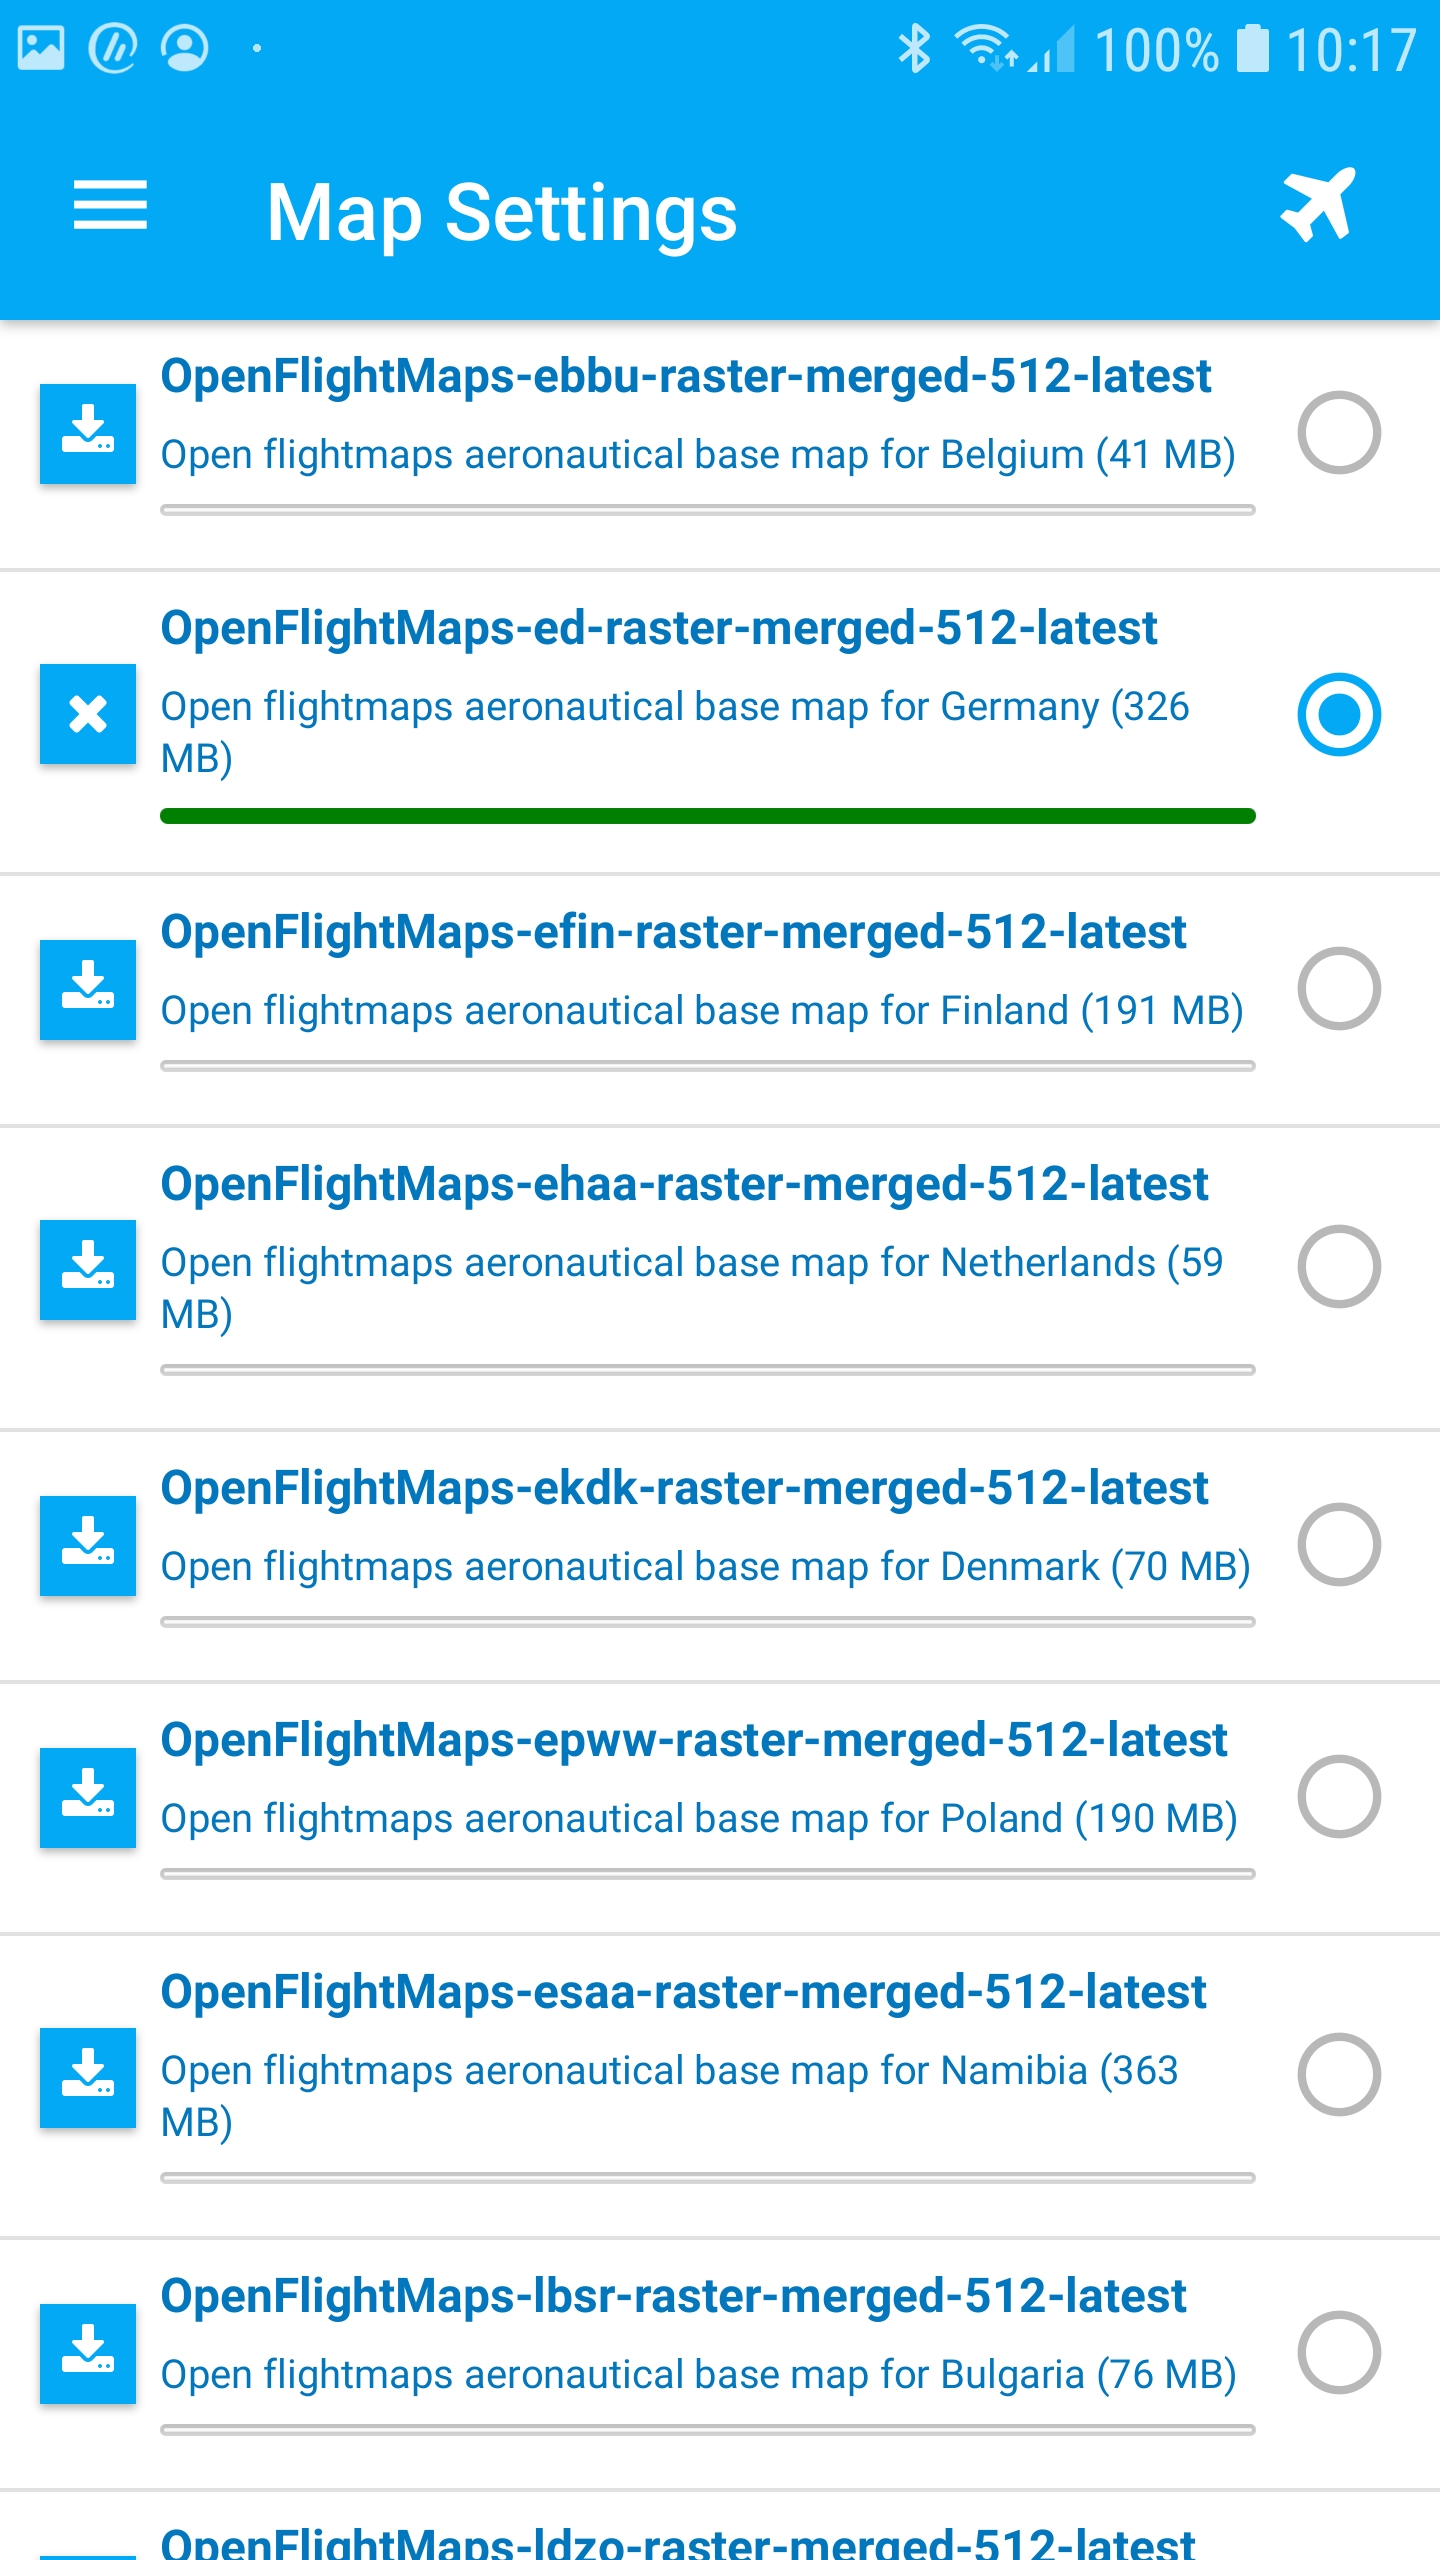 100% 10:17
Map Settings
OpenFlightMaps-ebbu-raster-merged-512-latest
Open flightmaps aeronautical base map for Belgium (41 MB)
OpenFlightMaps-ed-raster-merged-512-latest
Open flightmaps aeronautical base map for Germany (326
MB)
OpenFlightMaps-efin-raster-merged-512-latest
Open flightmaps aeronautical base map for Finland (191 MB)
OpenFlightMaps-ehaa-raster-merged-512-latest
Open flightmaps aeronautical base map for Netherlands (59
MB)
OpenFlightMaps-ekdk-raster-merged-512-latest
Open flightmaps aeronautical base map for Denmark (70 MB)
OpenFlightMaps-epww-raster-merged-512-latest
Open flightmaps aeronautical base map for Poland (190 MB)
OpenFlightMaps-esaa-raster-merged-512-latest
Open flightmaps aeronautical base map for Namibia (363
MB)
OpenFlightMaps-lbsr-raster-merged-512-latest
Open flightmaps aeronautical base map for Bulgaria (76 MB)
OpenFlightMaps-ldzo-raster-merged-512-latest